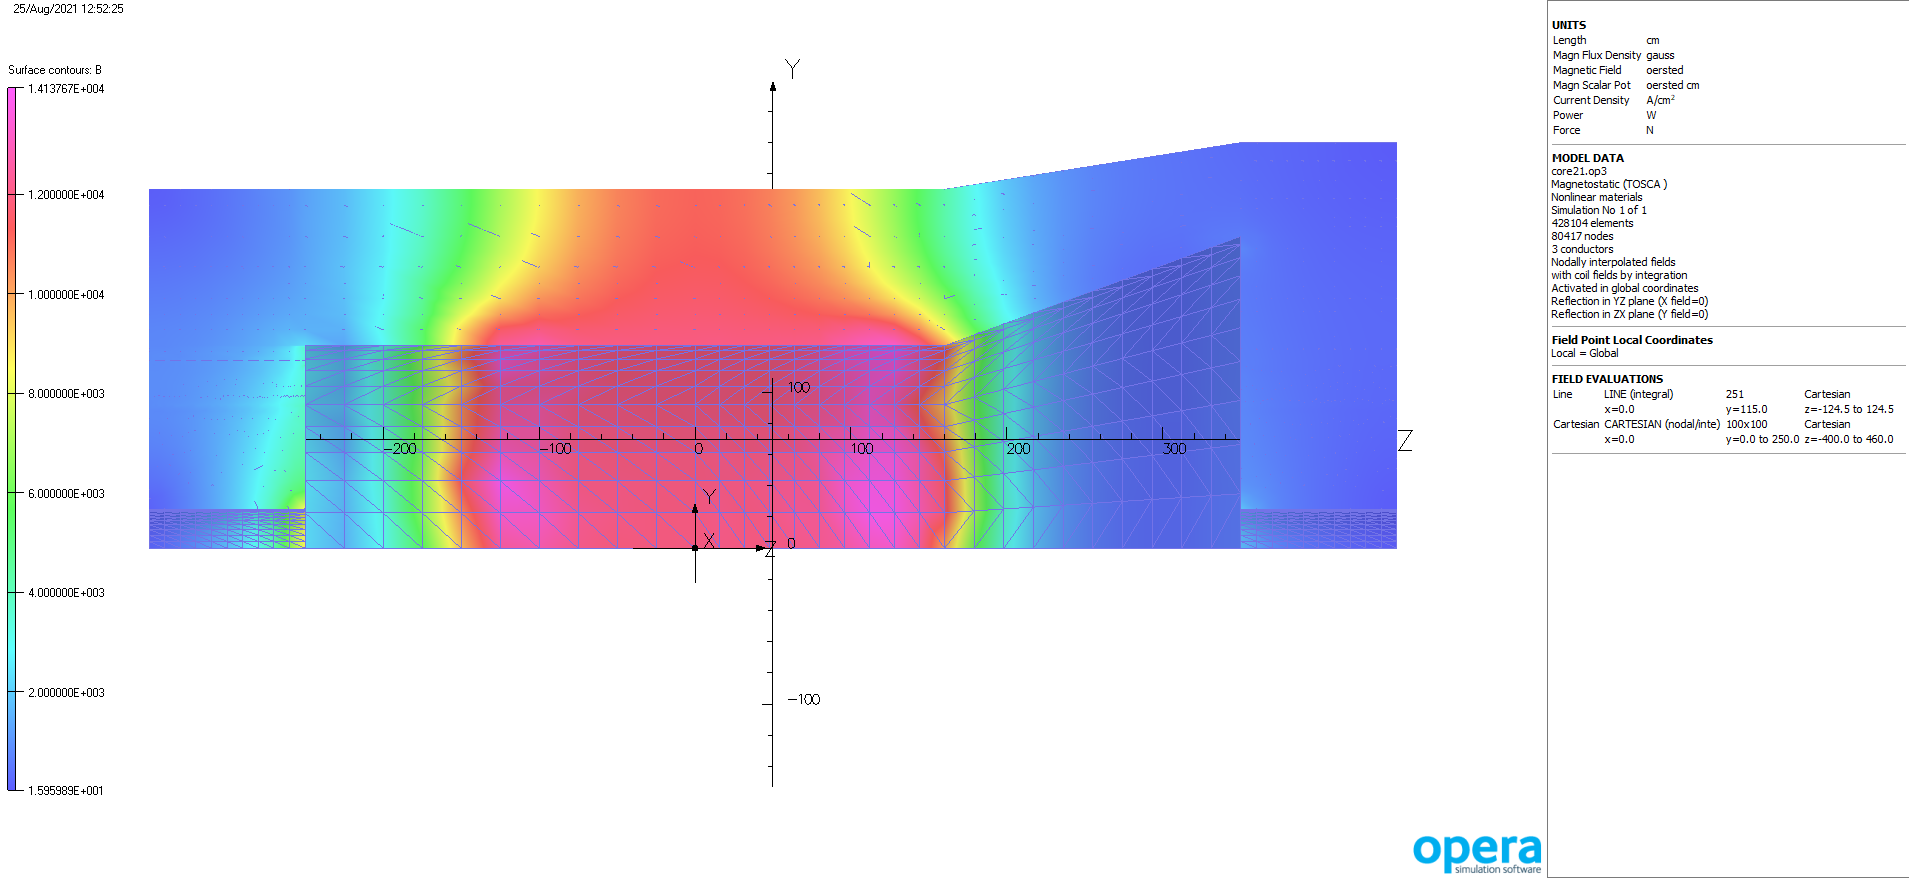 25/Aug/2021 12:52:25
Surface contours: B
1.413767E+004
1.200000E+004
1.000000E+004
8.000000E+003
6.000000E+003
4.000000E+003
2.000000E+003
1.595989E+001
Y
100
-200
-100
0
100
200
300
Z
Y
X
Z
0
-100
UNITS
Length cm
Magn Flux Density gauss
Magnetic Field oersted
Magn Scalar Pot oersted cm
Current Density A/cm²
Power W
Force N
MODEL DATA
core21.op3
Magnetostatic (TOSCA )
Nonlinear materials
Simulation No 1 of 1
428104 elements
80417 nodes
3 conductors
Nodally interpolated fields
with coil fields by integration
Activated in global coordinates
Reflection in YZ plane (X field=0)
Reflection in ZX plane (Y field=0)
Field Point Local Coordinates
Local = Global
FIELD EVALUATIONS
Line LINE (integral) 251 Cartesian
x=0.0 y=115.0 z=-124.5 to 124.5
Cartesian CARTESIAN (nodal/inte) 100x100 Cartesian
x=0.0 y=0.0 to 250.0 z=-400.0 to 460.0
opera
simulation software